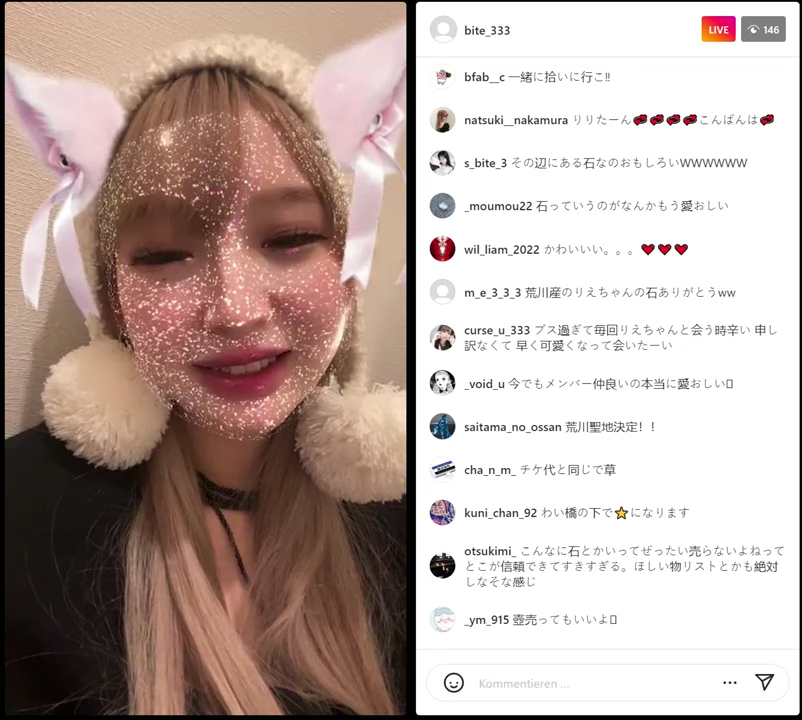 bite_333
LIVE
146
bfab__c 一緒に拾いに行こ!!
natsuki__nakamura りりたーん💋💋💋💋こんばんは💋
s_bite_3 その辺にある石なのおもしろいWWWWWW
_moumou22 石っていうのがなんかもう愛おしい
wil_liam_2022 かわいいい。。。❤❤❤
m_e_3_3_3 荒川産のりえちゃんの石ありがとうww
curse_u_333 ブス過ぎて毎回りえちゃんと会う時辛い 申し
訳なくて 早く可愛くなって会いたーい
_void_u 今でもメンバー仲良いの本当に愛おしい
saitama_no_ossan 荒川聖地決定！！
cha_n_m_ チケ代と同じで草
kuni_chan_92 わい橋の下で⭐になります
otsukimi_ こんなに石とかいってぜったい売らないよねって
とこが信頼できてすきすぎる。ほしい物リストとかも絶対
しなそな感じ
_ym_915 壺売ってもいいよ
Kommentieren ...